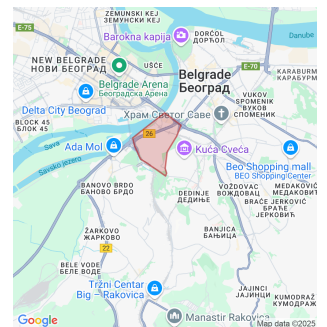 ZEMUNSKI KEJ
ЗЕМУНСКИ КЕЈ
E-75
DORĆOL
ДОРЋОЛ
Barokna kapija
Danube
NEW BELGRADE
НОВИ БЕОГРАД
UŠĆE
УШЋЕ
Belgrade
Београд
E-70
Belgrade Arena
Београдска Арена
KARABURM
КАРАБУРМ
Delta City Beograd
VUKOV
SPOMENIK
ВУКОВ
СПОМЕНИК
Храм Светог Саве
BLOCK 45
БЛОК 45
26
Ada Mol
Kuća Cveća
Savsko jezero
Beo Shopping mall
BEO Shopping Center
BANOVO BRDO
БАНОВО БРДО
VOŽDOVAC
ВОЖДОВАЦ
MEDAKOVIĆ
МЕДАКОВИЋ
DEDINJE
ДЕДИЊЕ
BRAĆE JERKOVIĆ
БРАЋЕ
ЈЕРКОВИЋ
ŽARKOVO
ЖАРКОВО
BANJICA
БАЊИЦА
22
BELE VODE
БЕЛЕ ВОДЕ
JAJINCI
ЈАЈИНЦИ
KUMODRAŽ
КУМОДРАЖ
Tržni Centar
Big – Rakovica
Manastir Rakovica
Google
Map data ©2025